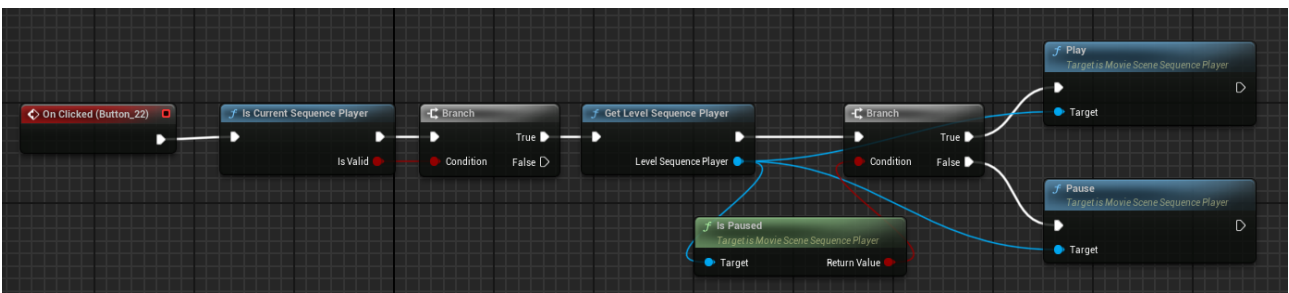 On Clicked (Button_22)
Is Current Sequence Player
Is Valid
Branch
True
Condition
False
Get Level Sequence Player
Level Sequence Player
Branch
True
Condition
False
Play
Target is Movie Scene Sequence Player
Target
Is Paused
Target is Movie Scene Sequence Player
Target
Return Value
Pause
Target is Movie Scene Sequence Player
Target